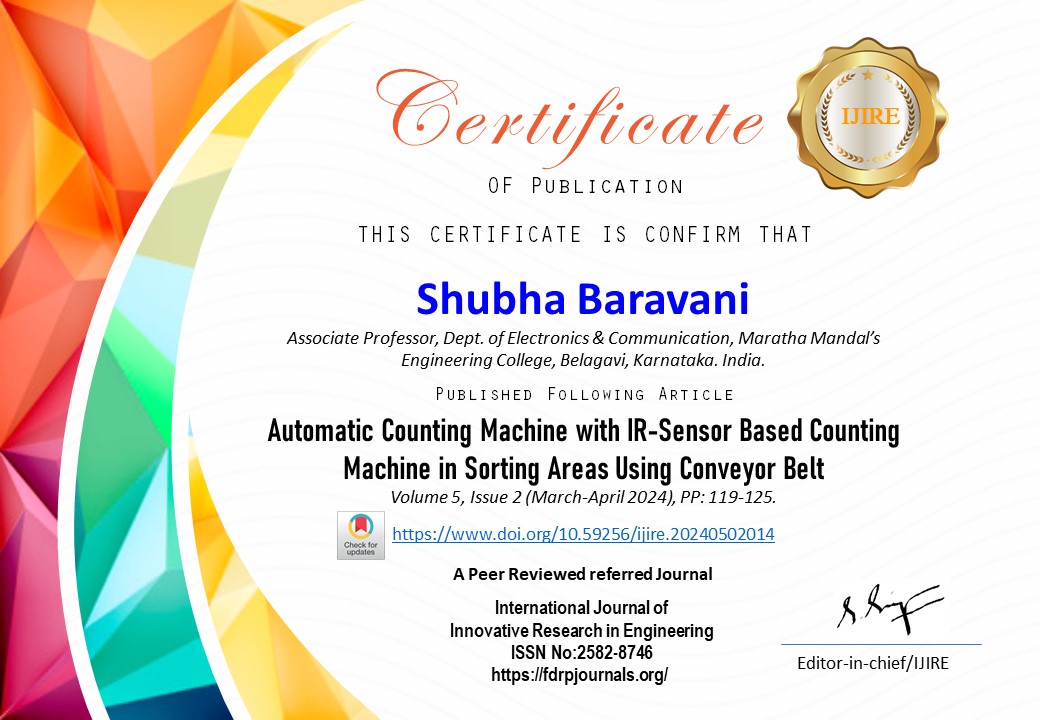 Certificate
IJIRE
OF PUBLICATION
THIS CERTIFICATE IS CONFIRM THAT
Shubha Baravani
Associate Professor, Dept. of Electronics & Communication, Maratha Mandal's
Engineering College, Belagavi, Karnataka. India.
PUBLISHED FOLLOWING ARTICLE
Automatic Counting Machine with IR-Sensor Based Counting
Machine in Sorting Areas Using Conveyor Belt
Volume 5, Issue 2 (March-April 2024), PP: 119-125.
Check for
updates
https://www.doi.org/10.59256/ijire.20240502014
A Peer Reviewed referred Journal
International Journal of
Innovative Research in Engineering
ISSN No:2582-8746
https://fdrpjournals.org/
Editor-in-chief/IJIRE